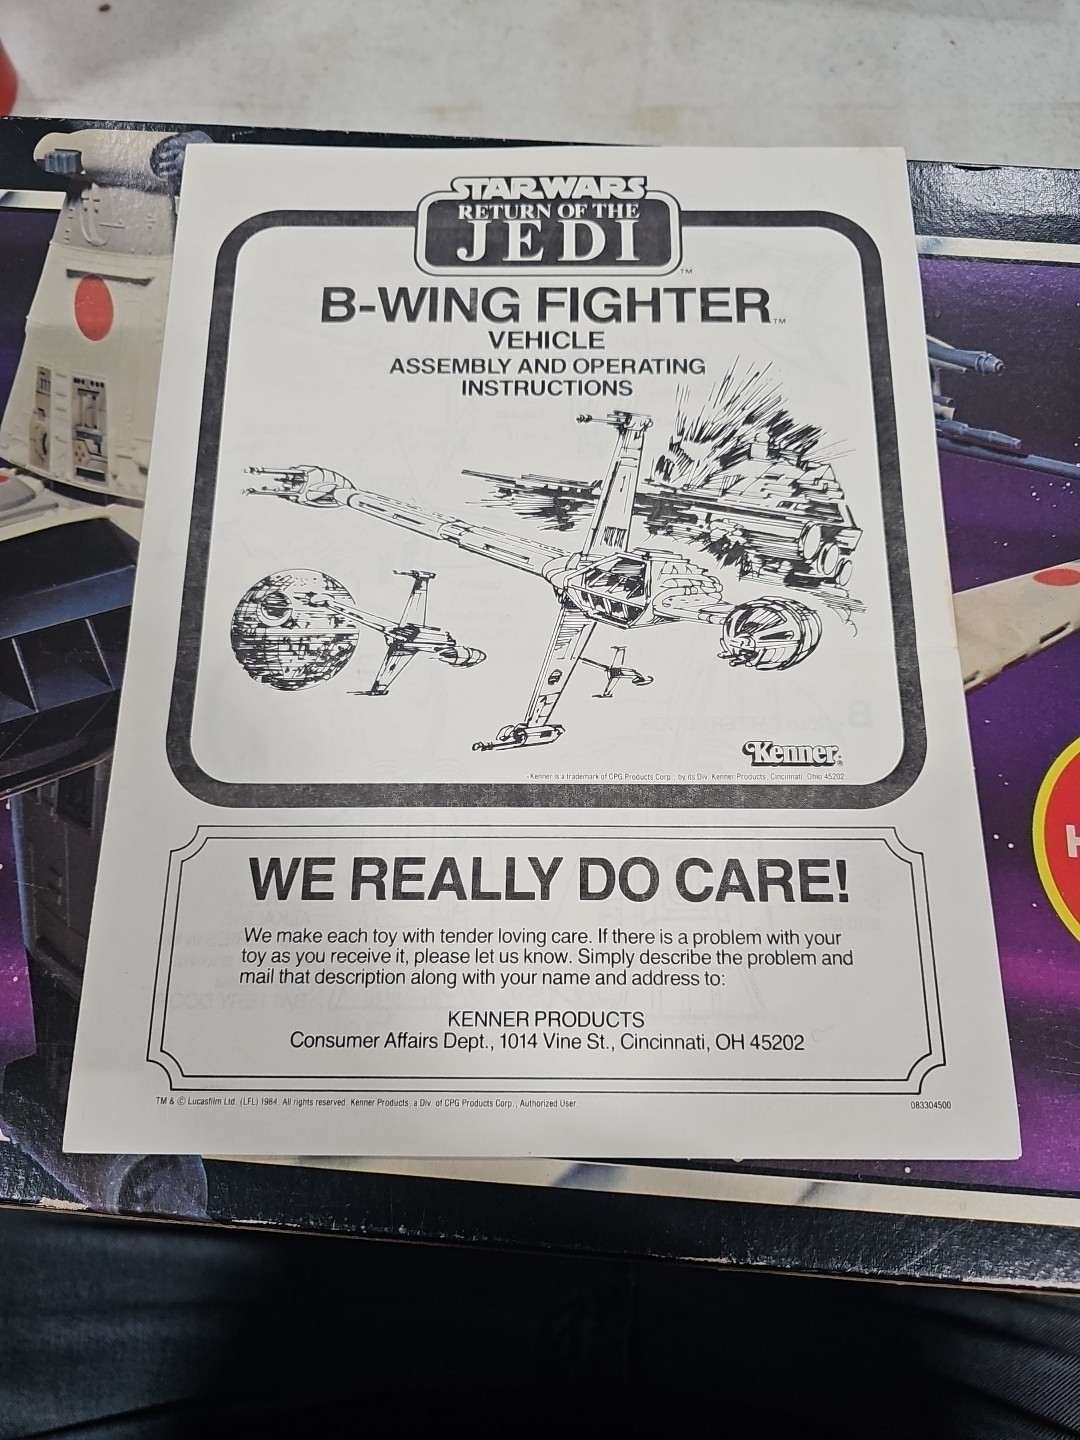 STAR WARS
RETURN OF THE
JEDI
TM
B-WING FIGHTER TM
VEHICLE
ASSEMBLY AND OPERATING
INSTRUCTIONS
Kenner®
Kenner is a trademark of CPG Products Corp., by its Div. Kenner Products, Cincinnati, Ohio 45202
WE REALLY DO CARE!
We make each toy with tender loving care. If there is a problem with your
toy as you receive it, please let us know. Simply describe the problem and
mail that description along with your name and address to:
KENNER PRODUCTS
Consumer Affairs Dept., 1014 Vine St., Cincinnati, OH 45202
TM & © Lucasfilm Ltd. (LFL) 1984. All rights reserved. Kenner Products, a Div. of CPG Products Corp., Authorized User.
083304500
H